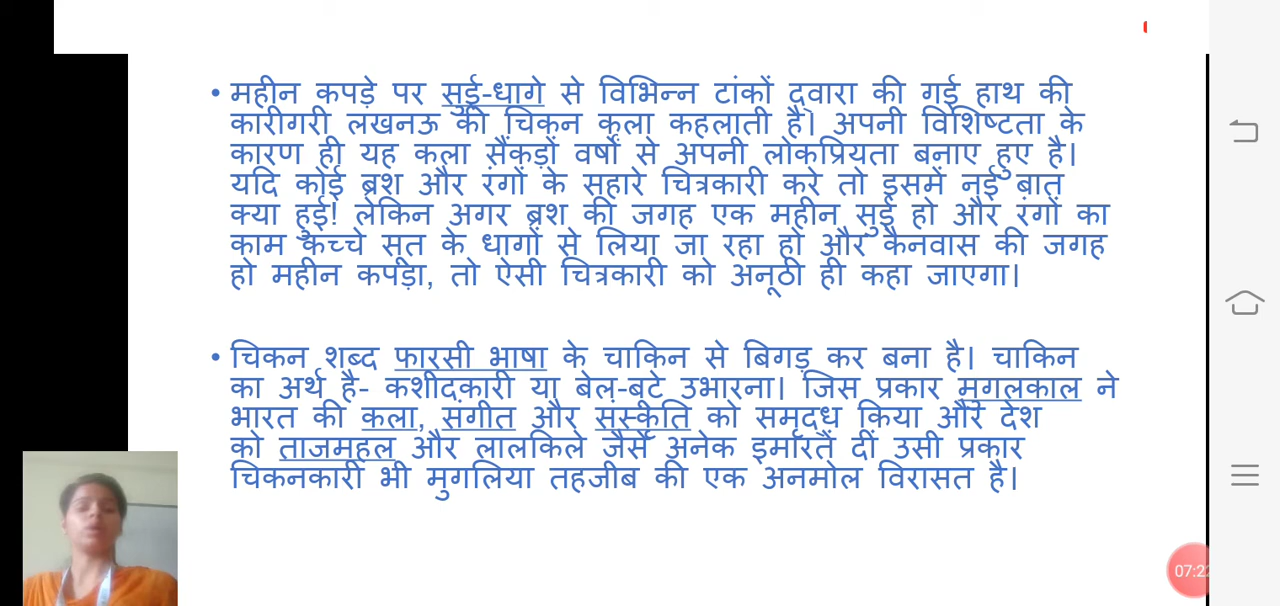 • महीन कपड़े पर सुई-धागे से विभिन्न टांकों द्वारा की गई हाथ की
कारीगरी लखनऊ की चिकन कला कहलाती है। अपनी विशिष्टता के
कारण ही यह कला सैंकड़ों वर्षों से अपनी लोकप्रियता बनाए हुए है।
यदि कोई ब्रश और रंगों के सहारे चित्रकारी करे तो इसमें नई बात
क्या हुई! लेकिन अगर ब्रश की जगह एक महीन सुई हो और रंगों का
काम कच्चे सूत के धागों से लिया जा रहा हो और कैनवास की जगह
हो महीन कपड़ा, तो ऐसी चित्रकारी को अनूठी ही कहा जाएगा।
• चिकन शब्द फारसी भाषा के चाकिन से बिगड़ कर बना है। चाकिन
का अर्थ है- कशीदकारी या बेल-बूटे उभारना। जिस प्रकार मुगलकाल ने
भारत की कला, संगीत और संस्कृति को समृद्ध किया और देश
को ताजमहल और लालकिले जैसे अनेक इमारतें दीं उसी प्रकार
चिकनकारी भी मुगलिया तहजीब की एक अनमोल विरासत है।
07:22